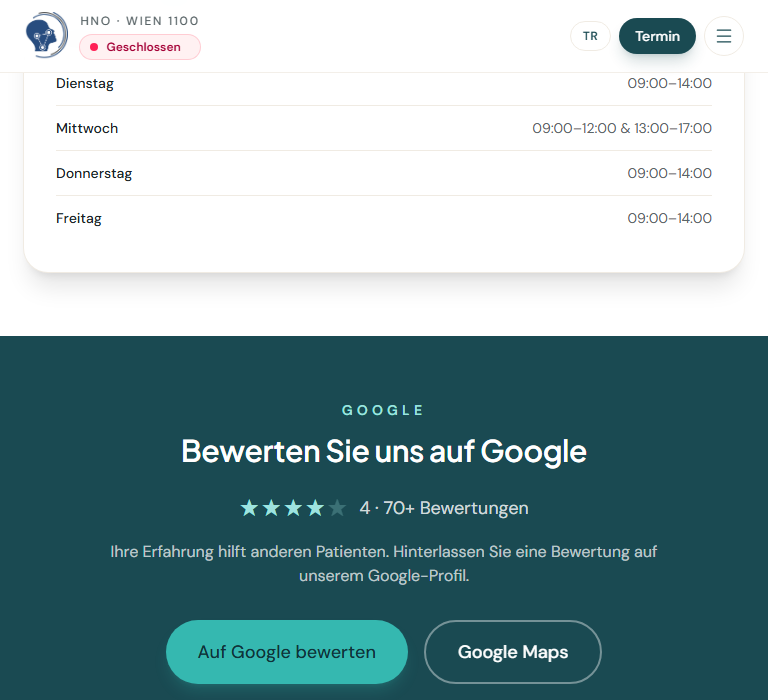 HNO · WIEN 1100
Geschlossen
TR
Termin
Dienstag 09:00–14:00
Mittwoch 09:00–12:00 & 13:00–17:00
Donnerstag 09:00–14:00
Freitag 09:00–14:00
GOOGLE
Bewerten Sie uns auf Google
4 · 70+ Bewertungen
Ihre Erfahrung hilft anderen Patienten. Hinterlassen Sie eine Bewertung auf
unserem Google-Profil.
Auf Google bewerten
Google Maps